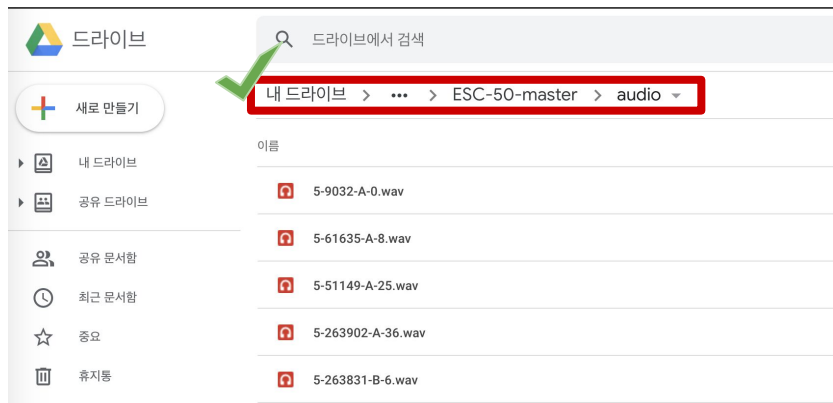 드라이브
드라이브에서 검색
내 드라이브 > ••• > ESC-50-master > audio
새로 만들기
이름
내 드라이브
5-9032-A-0.wav
공유 드라이브
5-61635-A-8.wav
공유 문서함
5-51149-A-25.wav
최근 문서함
5-263902-A-36.wav
중요
휴지통
5-263831-B-6.wav